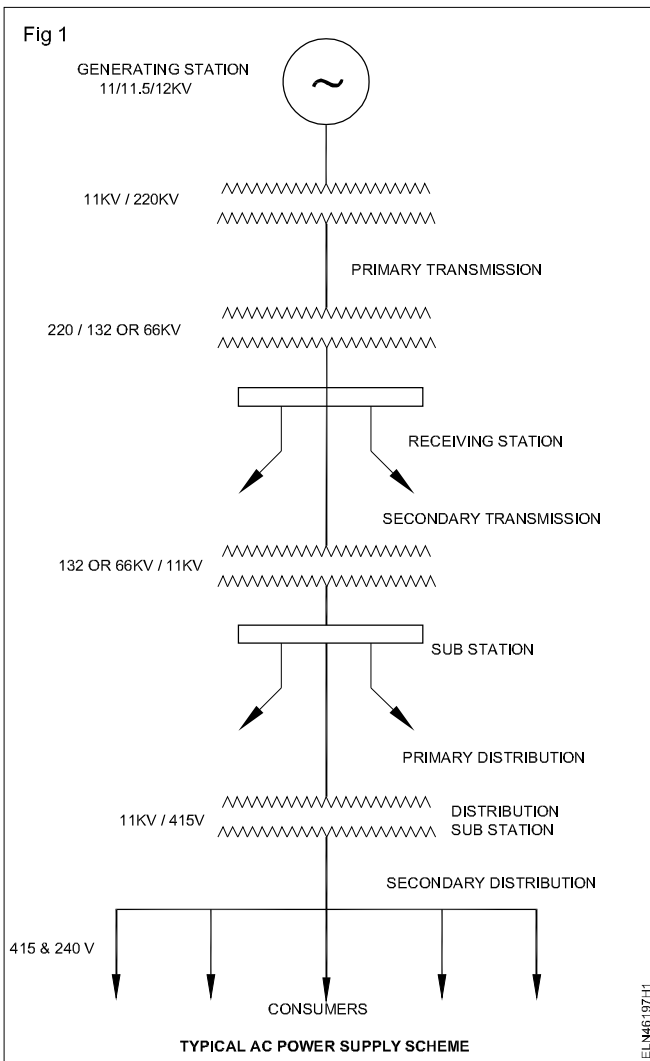 Fig 1
GENERATING STATION
11/11.5/12KV
~
11KV / 220KV
PRIMARY TRANSMISSION
220 / 132 OR 66KV
RECEIVING STATION
SECONDARY TRANSMISSION
132 OR 66KV / 11KV
SUB STATION
PRIMARY DISTRIBUTION
11KV / 415V
DISTRIBUTION
SUB STATION
SECONDARY DISTRIBUTION
415 & 240 V
CONSUMERS
TYPICAL AC POWER SUPPLY SCHEME
ELN46197H1